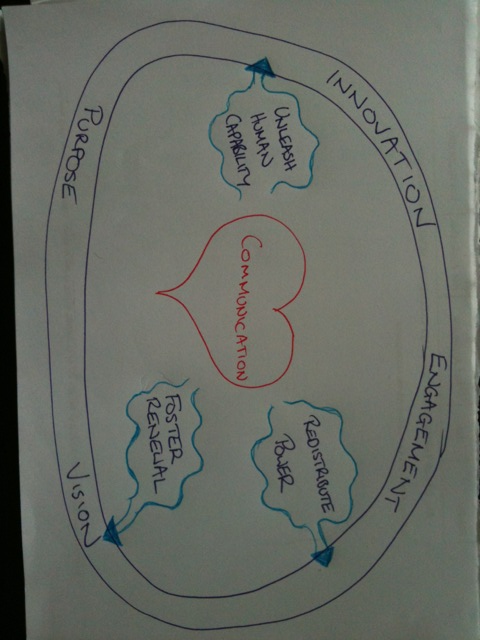 INNOVATION
ENGAGEMENT
UNLEASH
HUMAN
CAPABILITY
COMMUNICATION
REDISTRIBUTE
POWER
FOSTER
RENEWAL
PURPOSE
VISION